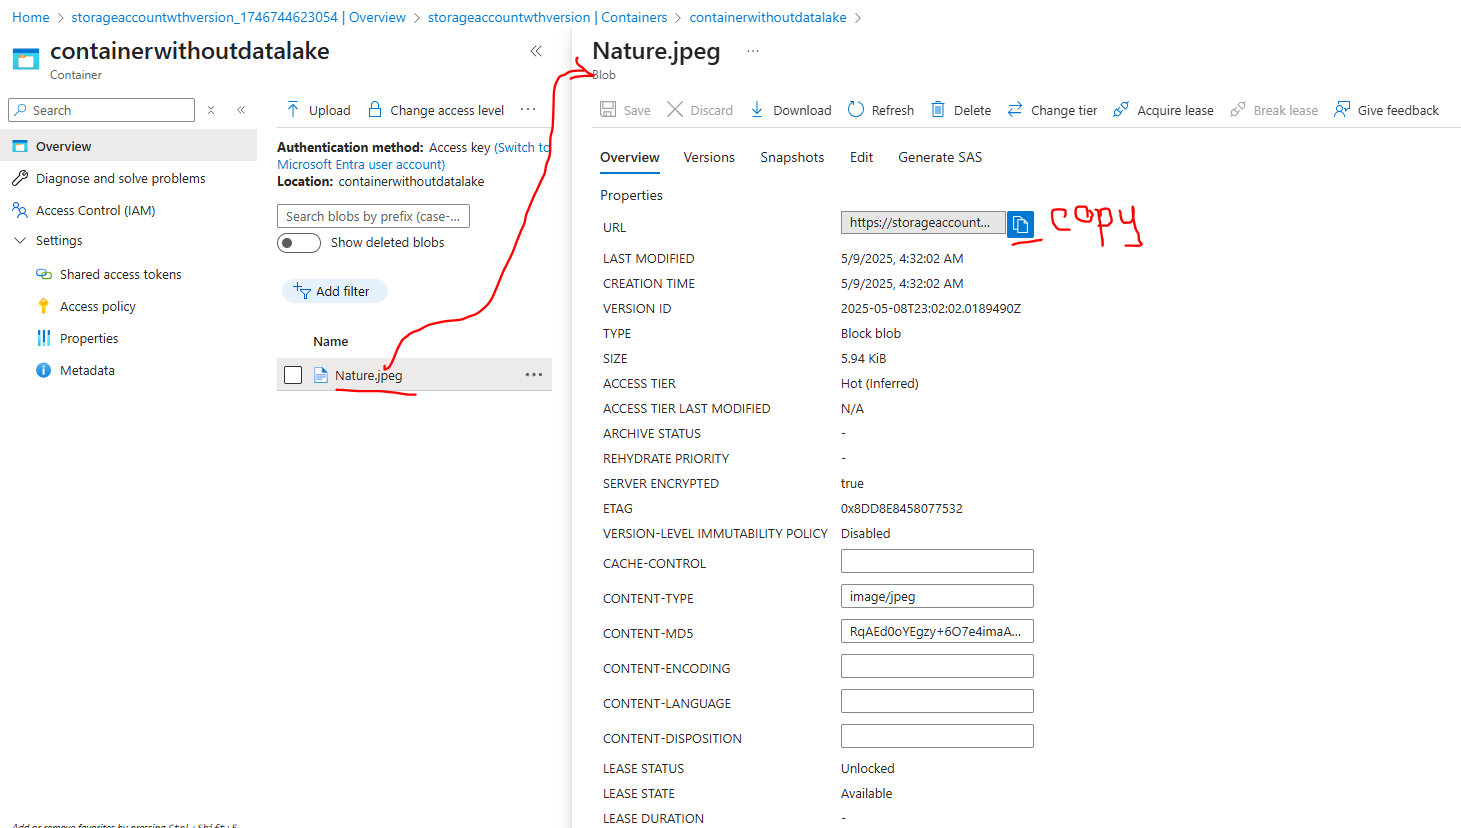 Home > storageaccountwthversion_1746744623054 | Overview > storageaccountwthversion | Containers > containerwithoutdatalake >
containerwithoutdatalake
Container
Search
Overview
Diagnose and solve problems
Access Control (IAM)
Settings
Shared access tokens
Access policy
Properties
Metadata
Upload
Change access level
Authentication method: Access key (Switch to
Microsoft Entra user account)
Location: containerwithoutdatalake
Search blobs by prefix (case-...
Show deleted blobs
Add filter
Name
Nature.jpeg
Nature.jpeg
Blob
Save Discard Download Refresh Delete Change tier Acquire lease Break lease Give feedback
Overview Versions Snapshots Edit Generate SAS
Properties
URL https://storageaccount... copy
LAST MODIFIED 5/9/2025, 4:32:02 AM
CREATION TIME 5/9/2025, 4:32:02 AM
VERSION ID 2025-05-08T23:02:02.0189490Z
TYPE Block blob
SIZE 5.94 KiB
ACCESS TIER Hot (Inferred)
ACCESS TIER LAST MODIFIED N/A
ARCHIVE STATUS -
REHYDRATE PRIORITY -
SERVER ENCRYPTED true
ETAG 0x8DD8E8458077532
VERSION-LEVEL IMMUTABILITY POLICY Disabled
CACHE-CONTROL
CONTENT-TYPE image/jpeg
CONTENT-MD5 RqAEd0oYEgzy+6O7e4imaA...
CONTENT-ENCODING
CONTENT-LANGUAGE
CONTENT-DISPOSITION
LEASE STATUS Unlocked
LEASE STATE Available
LEASE DURATION -
Add or remove favorites by pressing Ctrl+Shift+F